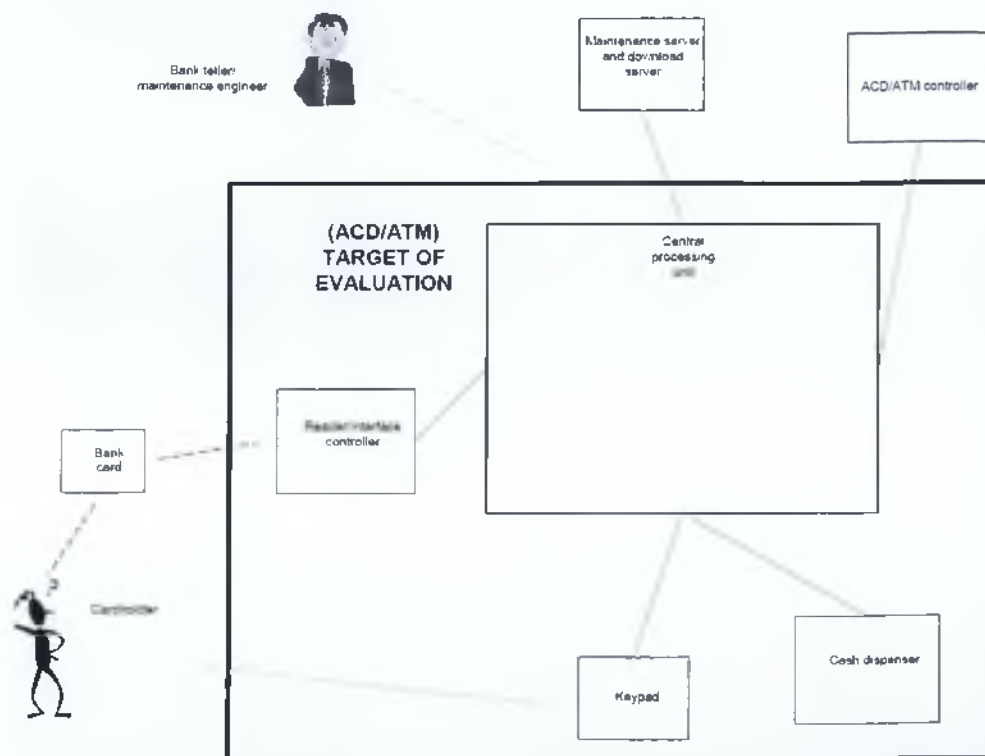 Bank teller/
maintenance engineer
Maintenance server
and download
server
ACD/ATM controller
(ACD/ATM)
TARGET OF
EVALUATION
Central
processing
unit
Reader/interface
controller
Bank
card
Cardholder
Keypad
Cash dispenser